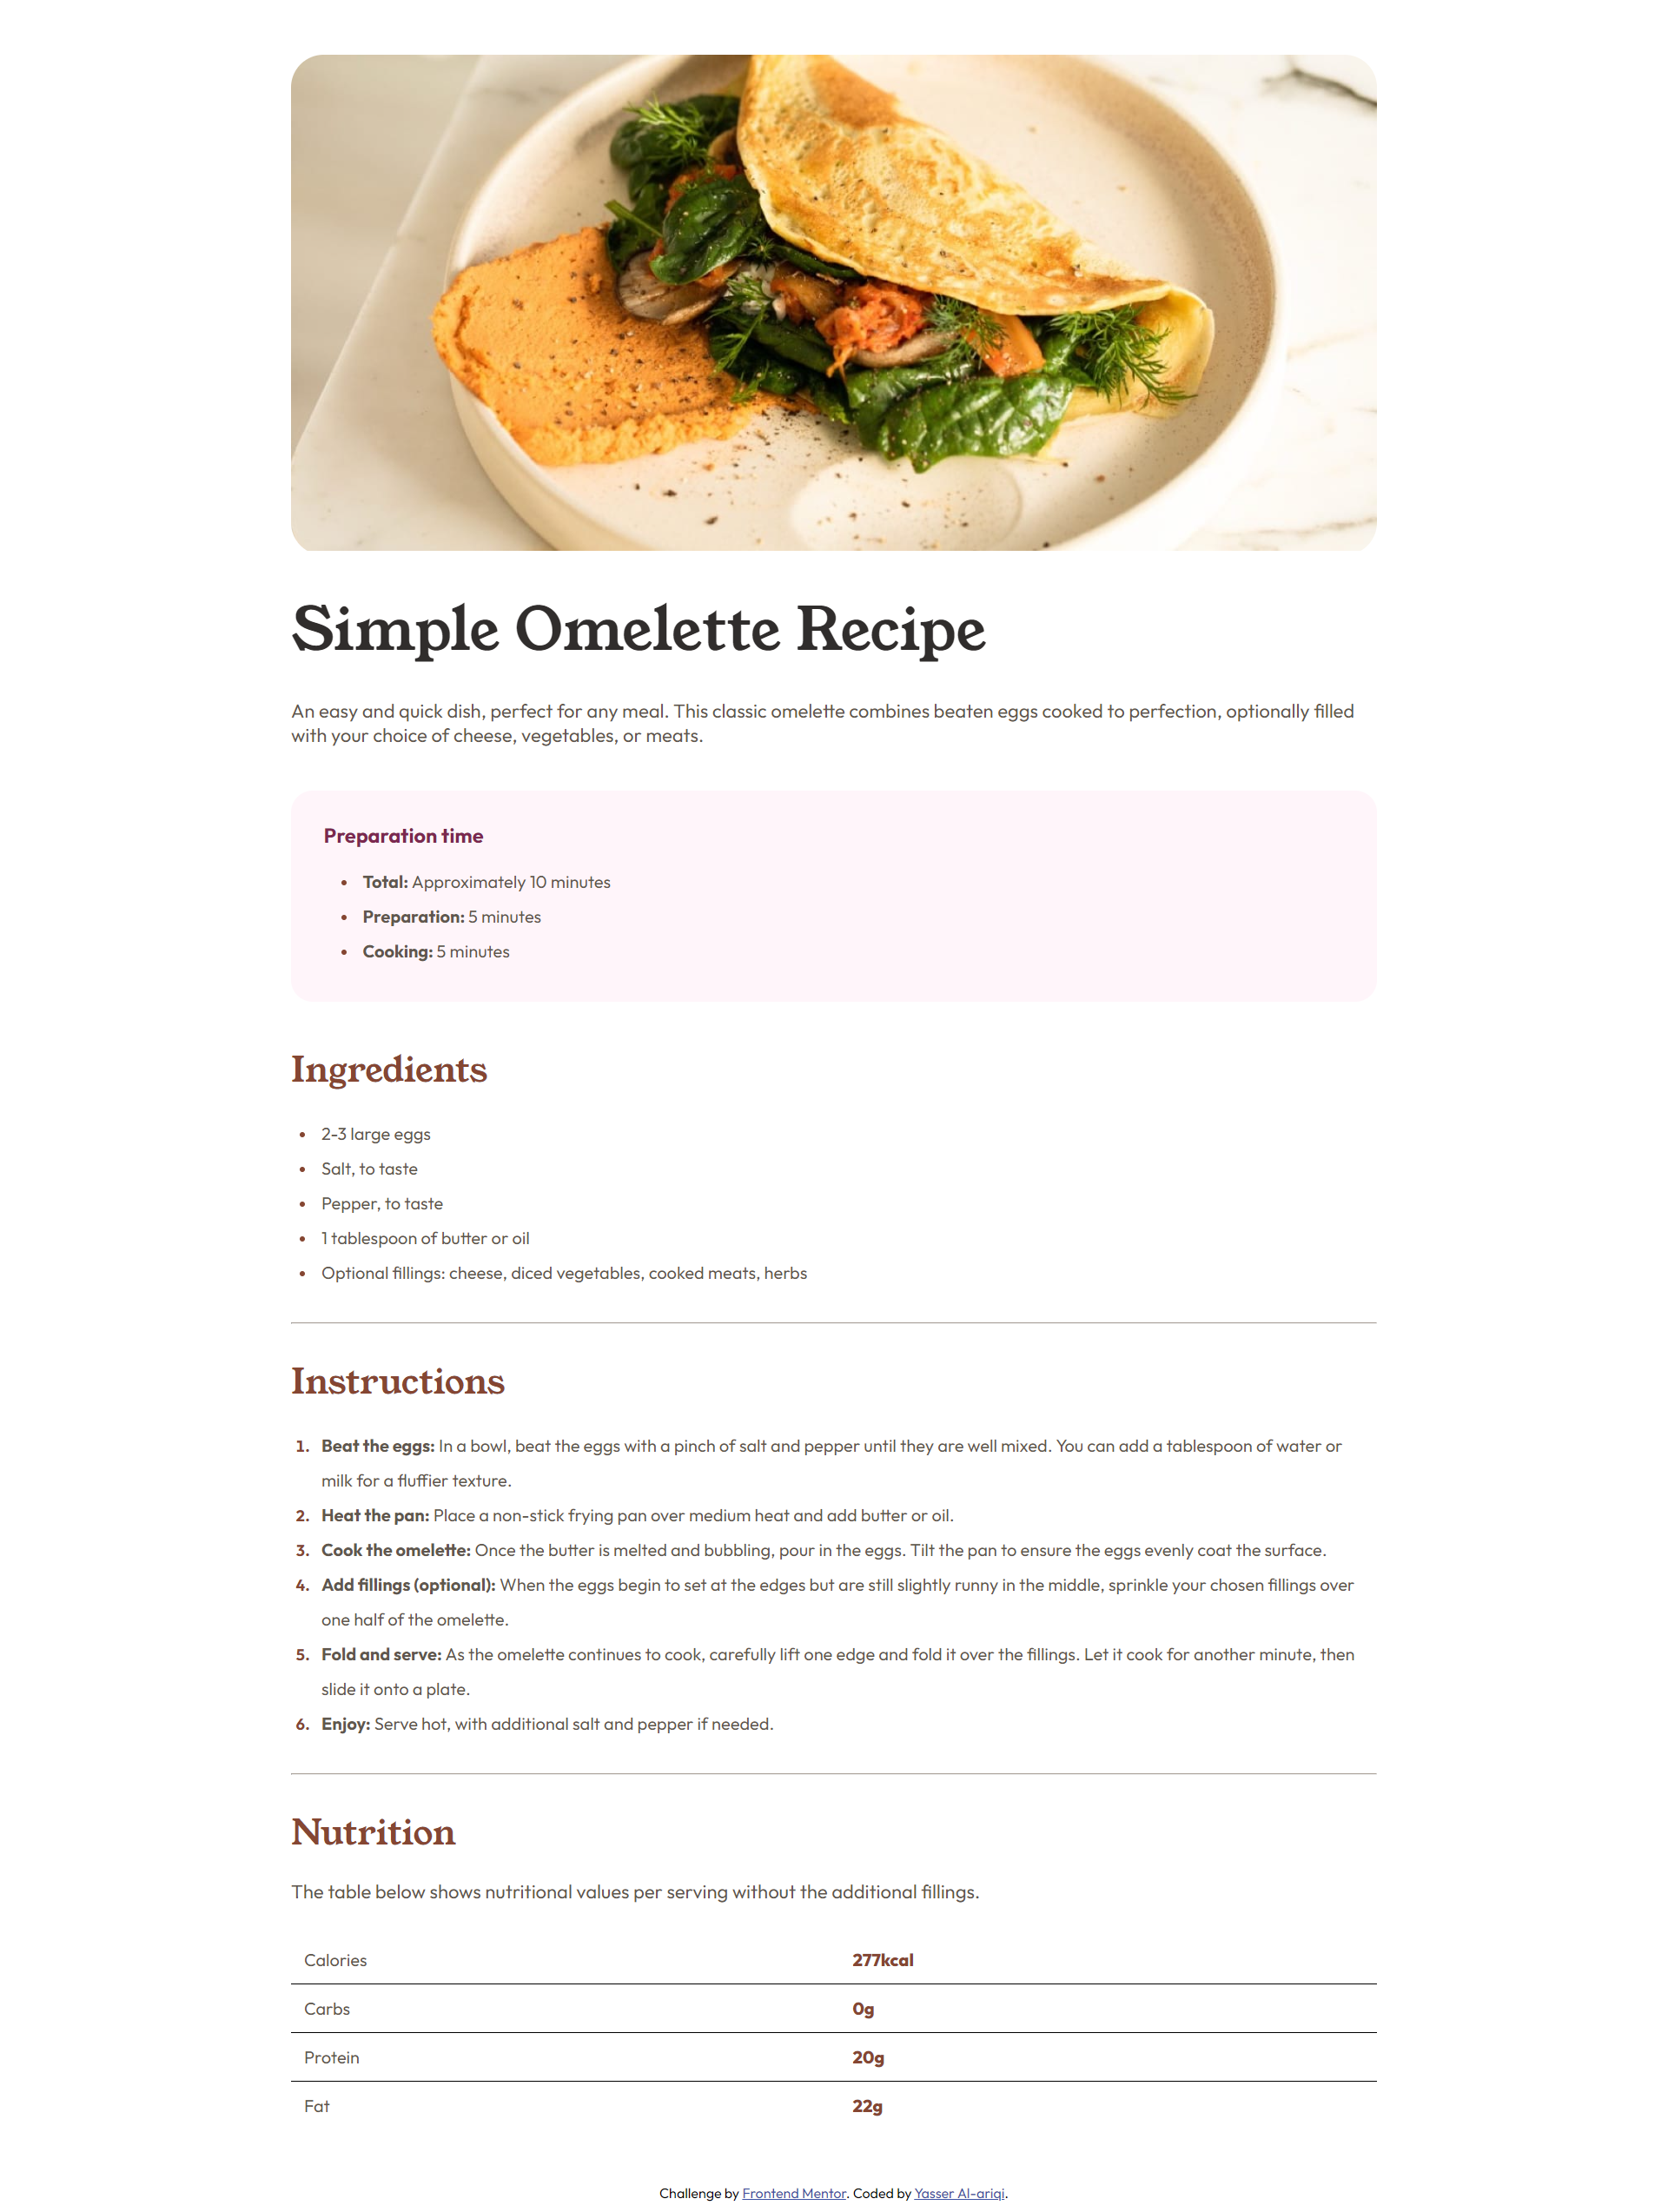 Simple Omelette Recipe
An easy and quick dish, perfect for any meal. This classic omelette combines beaten eggs cooked to perfection, optionally filled
with your choice of cheese, vegetables, or meats.
Preparation time
• Total: Approximately 10 minutes
• Preparation: 5 minutes
• Cooking: 5 minutes
Ingredients
• 2-3 large eggs
• Salt, to taste
• Pepper, to taste
• 1 tablespoon of butter or oil
• Optional fillings: cheese, diced vegetables, cooked meats, herbs
Instructions
1. Beat the eggs: In a bowl, beat the eggs with a pinch of salt and pepper until they are well mixed. You can add a tablespoon of water or
milk for a fluffier texture.
2. Heat the pan: Place a non-stick frying pan over medium heat and add butter or oil.
3. Cook the omelette: Once the butter is melted and bubbling, pour in the eggs. Tilt the pan to ensure the eggs evenly coat the surface.
4. Add fillings (optional): When the eggs begin to set at the edges but are still slightly runny in the middle, sprinkle your chosen fillings over
one half of the omelette.
5. Fold and serve: As the omelette continues to cook, carefully lift one edge and fold it over the fillings. Let it cook for another minute, then
slide it onto a plate.
6. Enjoy: Serve hot, with additional salt and pepper if needed.
Nutrition
The table below shows nutritional values per serving without the additional fillings.
Calories 277kcal
Carbs 0g
Protein 20g
Fat 22g
Challenge by Frontend Mentor. Coded by Yasser Al-ariqi.